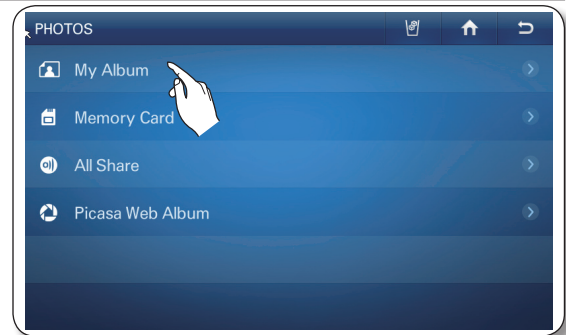 PHOTOS
My Album
Memory Card
All Share
Picasa Web Album